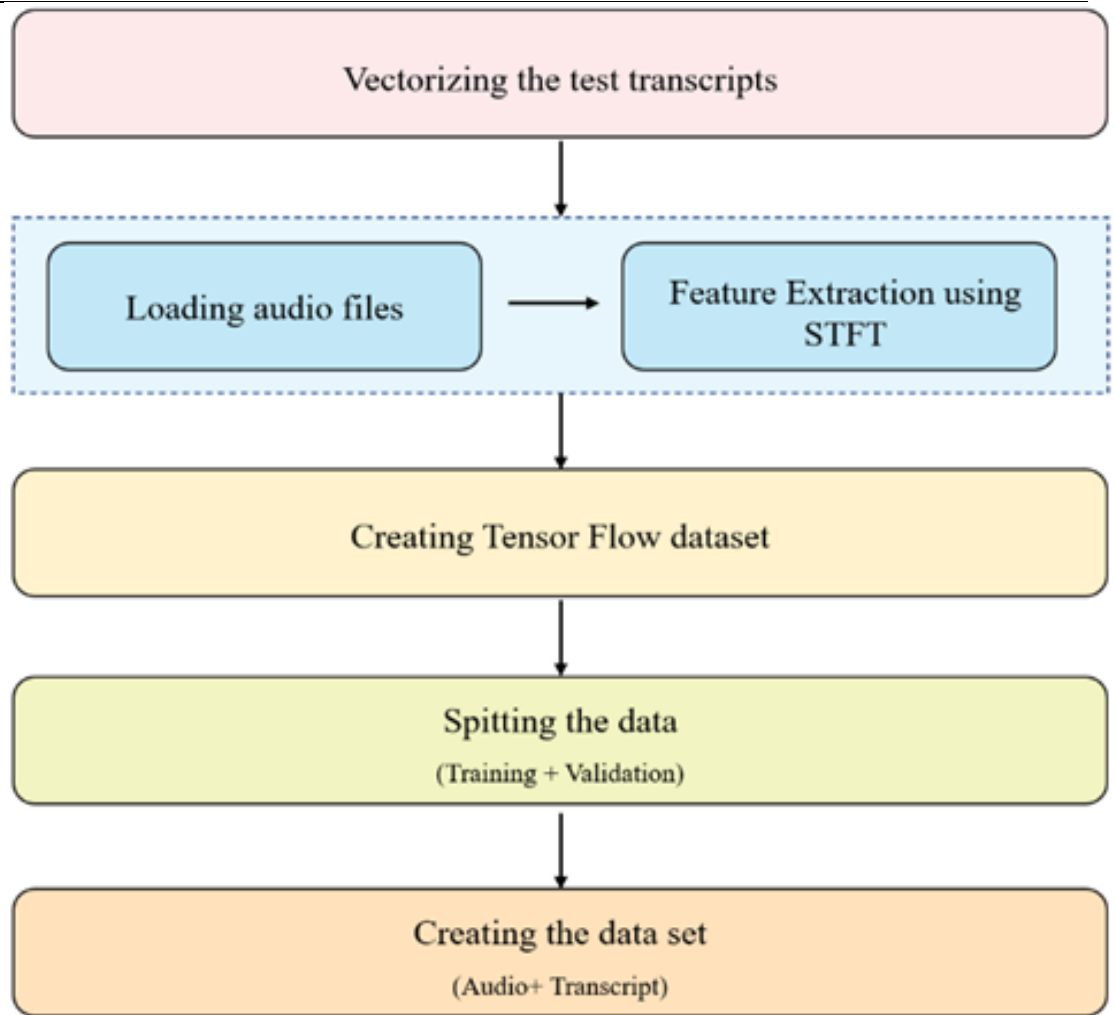 Vectorizing the test transcripts
Loading audio files
Feature Extraction using
STFT
Creating Tensor Flow dataset
Spitting the data
(Training + Validation)
Creating the data set
(Audio+ Transcript)